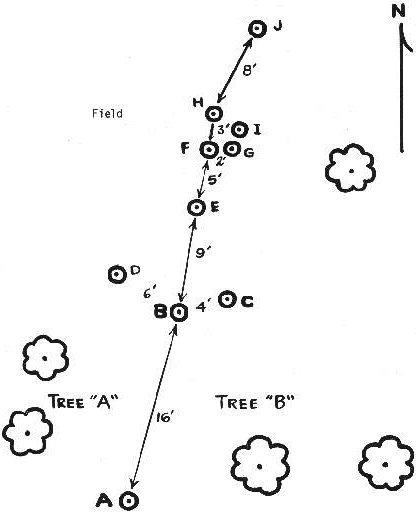 N
J
8'
H
Field
3' I
F G
2'
5'
E
9'
D
6'
B 4' C
TREE "A" TREE "B"
16'
A